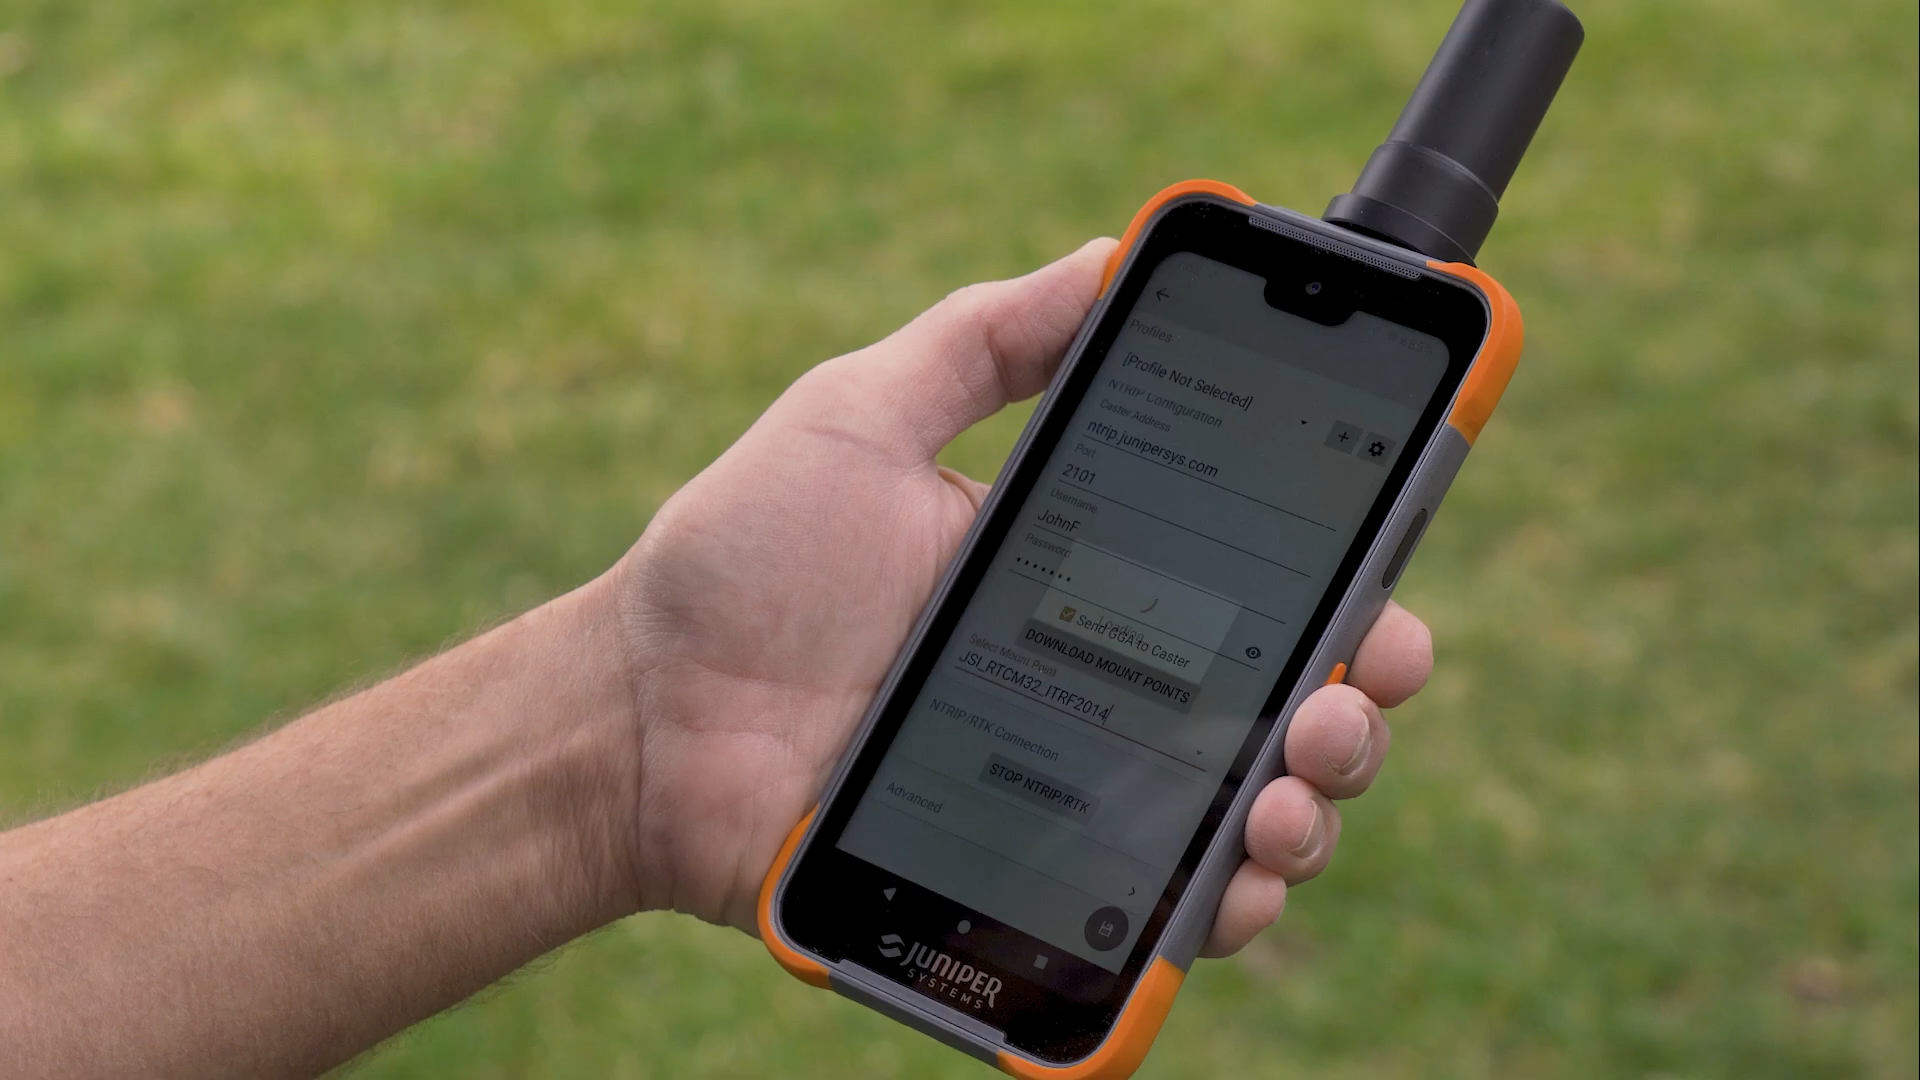 Profiles
[Profile Not Selected]
NTRIP Configuration
Caster Address
ntrip.junipersys.com
Port
2101
Username
JohnF
Password
•••••••
Loading
Send GGA to Caster
DOWNLOAD MOUNT POINTS
Select Mount Point
JSI_RTCM32_ITRF2014
NTRIP/RTK Connection
STOP NTRIP/RTK
Advanced
JUNIPER
SYSTEMS